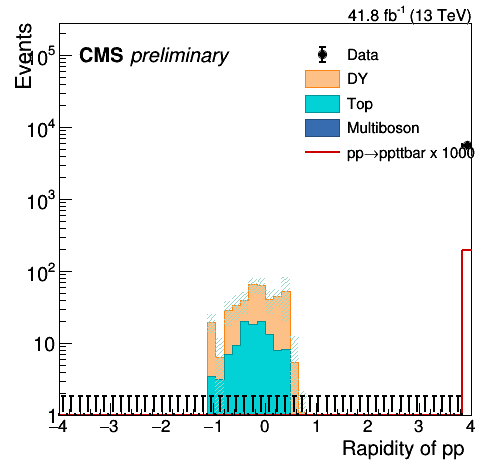 41.8 fb⁻¹ (13 TeV)
Events
CMS preliminary
Data
DY
Top
Multiboson
pp→ppttbar x 1000
10⁵
10⁴
10³
10²
10
1
−4 −3 −2 −1 0 1 2 3 4
Rapidity of pp